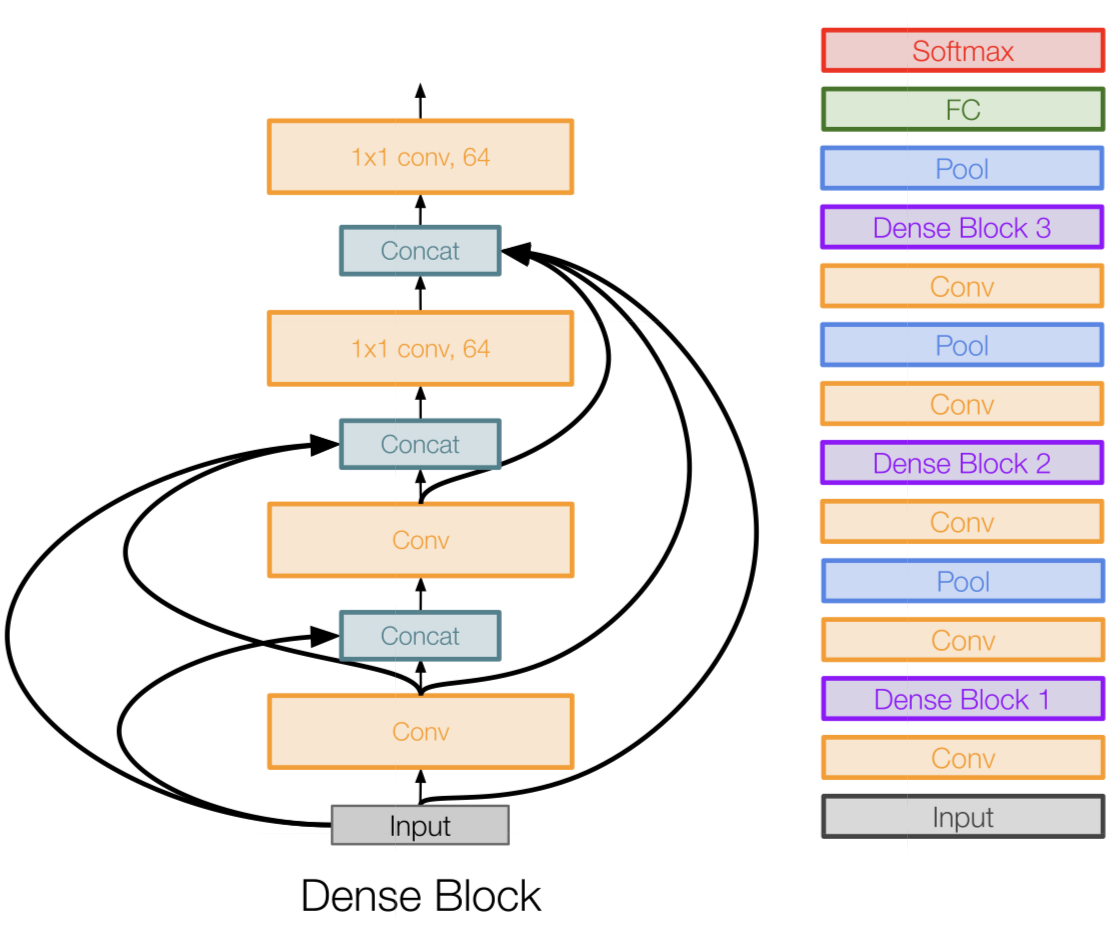 1x1 conv, 64
Concat
1x1 conv, 64
Concat
Conv
Concat
Conv
Input
Dense Block
Softmax
FC
Pool
Dense Block 3
Conv
Pool
Conv
Dense Block 2
Conv
Pool
Conv
Dense Block 1
Conv
Input